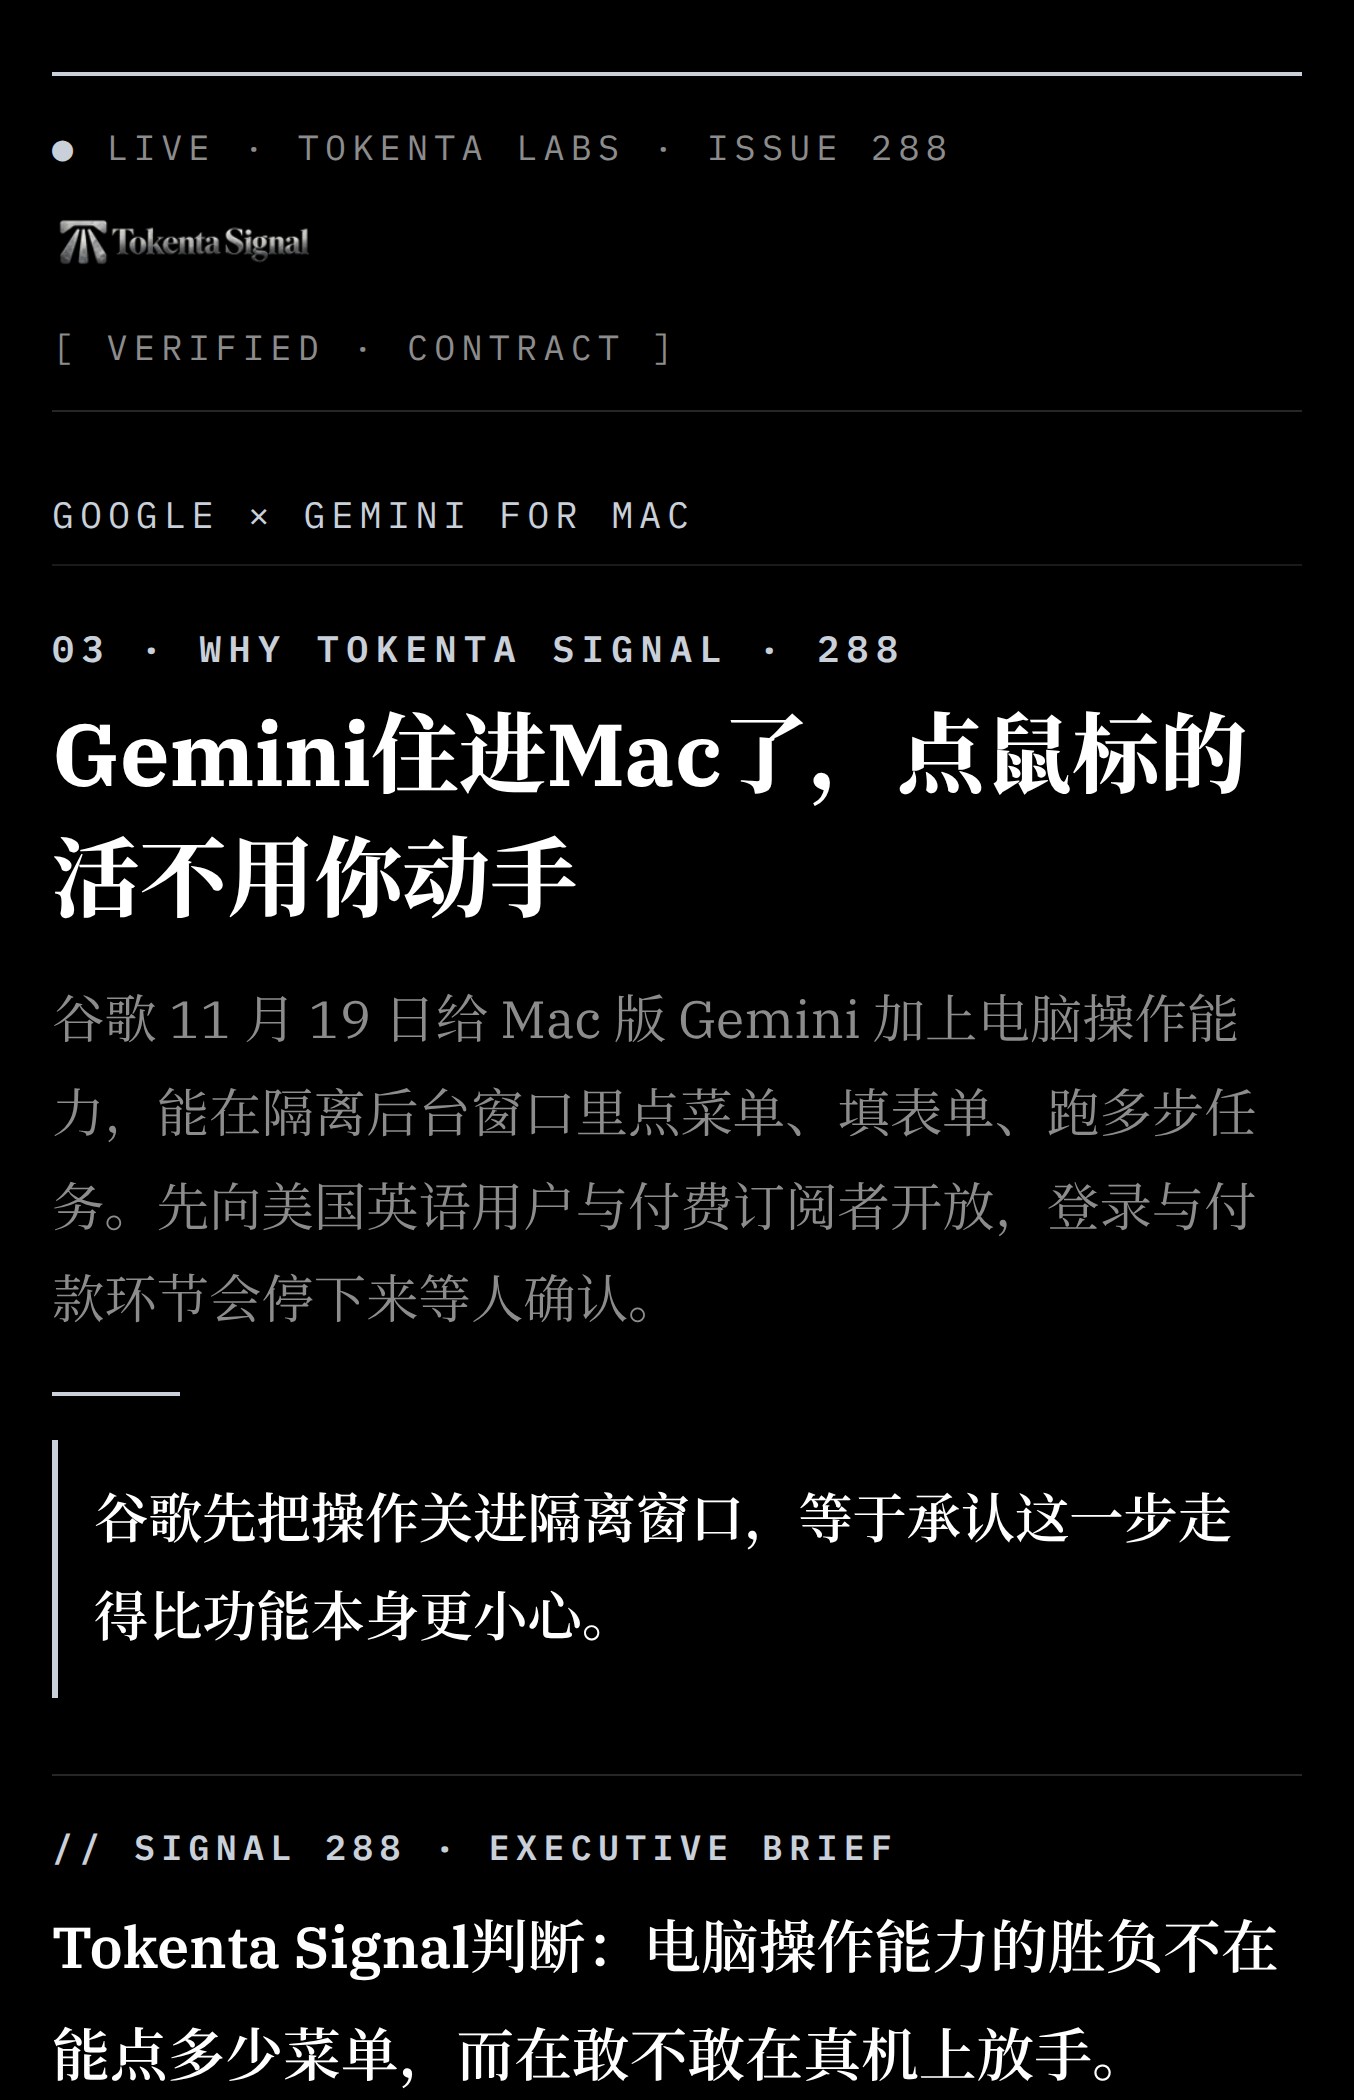 ● LIVE · TOKENTA LABS · ISSUE 288
Tokenta Signal
[ VERIFIED · CONTRACT ]
GOOGLE × GEMINI FOR MAC
03 · WHY TOKENTA SIGNAL · 288
Gemini住进Mac了，点鼠标的
活不用你动手
谷歌 11 月 19 日给 Mac 版 Gemini 加上电脑操作能
力，能在隔离后台窗口里点菜单、填表单、跑多步任
务。先向美国英语用户与付费订阅者开放，登录与付
款环节会停下来等人确认。
谷歌先把操作关进隔离窗口，等于承认这一步走
得比功能本身更小心。
// SIGNAL 288 · EXECUTIVE BRIEF
Tokenta Signal判断：电脑操作能力的胜负不在
能点多少菜单，而在敢不敢在真机上放手。